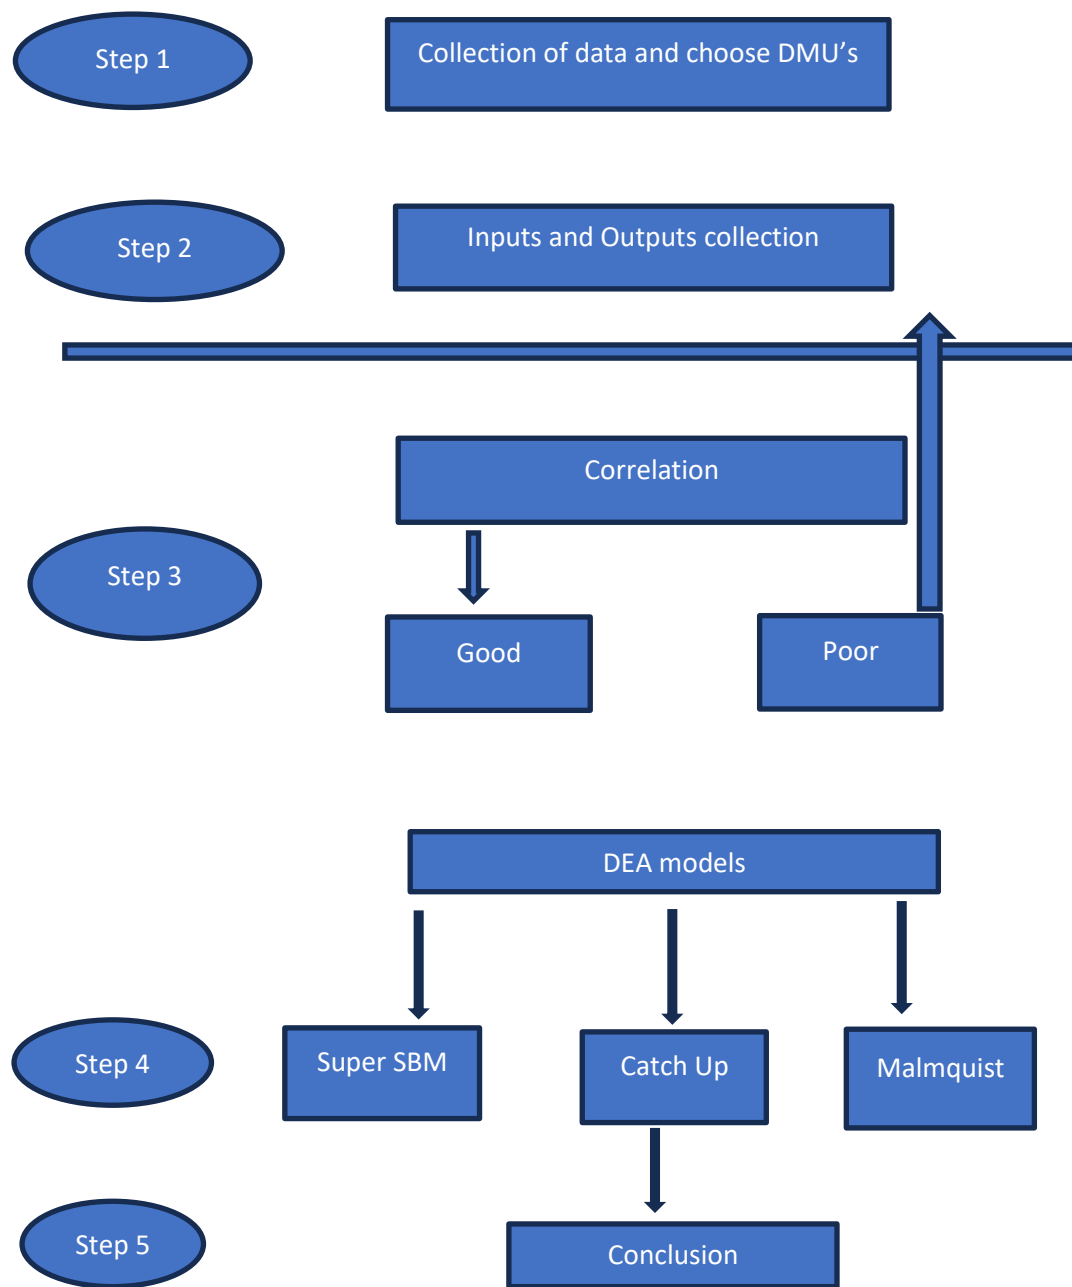 Step 1
Collection of data and choose DMU’s
Step 2
Inputs and Outputs collection
Correlation
Step 3
Good
Poor
DEA models
Step 4
Super SBM
Catch Up
Malmquist
Step 5
Conclusion